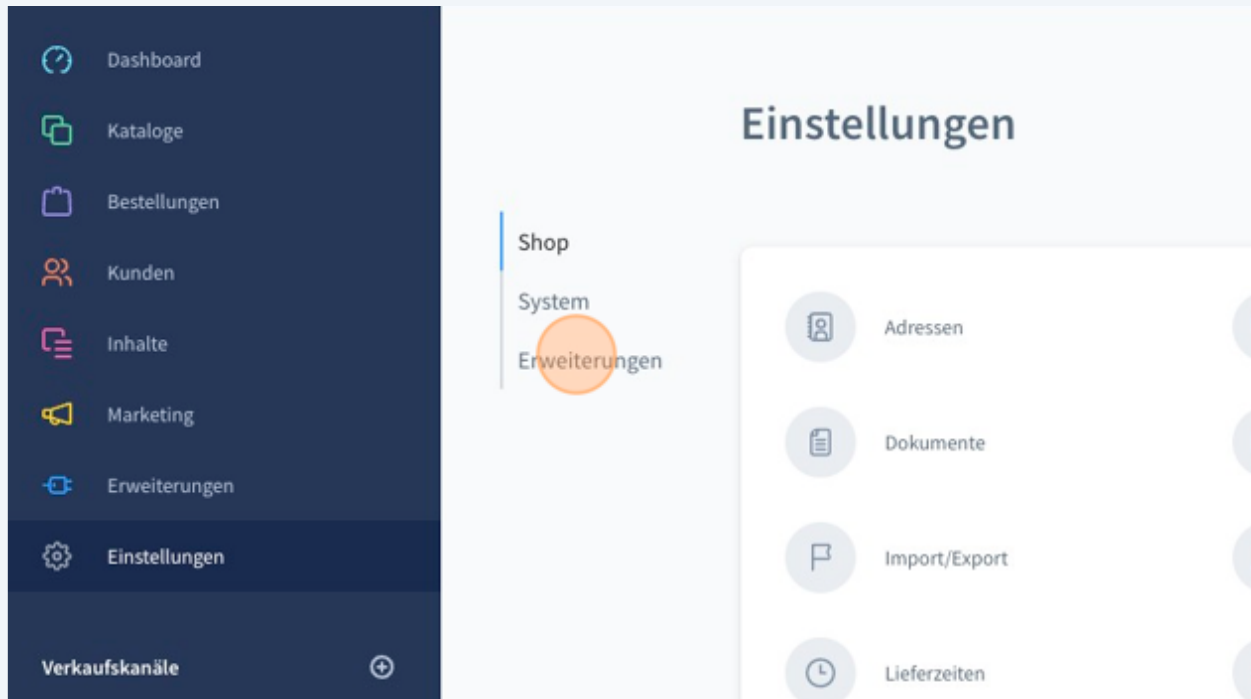 Dashboard
Kataloge
Bestellungen
Kunden
Inhalte
Marketing
Erweiterungen
Einstellungen
Verkaufskanäle
Einstellungen
Shop
System
Erweiterungen
Adressen
Dokumente
Import/Export
Lieferzeiten